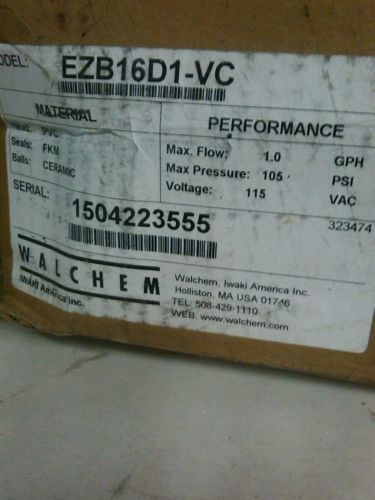 MODEL: EZB16D1-VC
MATERIAL
Head: PVC
Seals: FKM
Balls: CERAMIC
PERFORMANCE
Max. Flow: 1.0 GPH
Max Pressure: 105 PSI
Voltage: 115 VAC
SERIAL:
1504223555
323474
WALCHEM
IWAKI America Inc.
Walchem, Iwaki America Inc.
Holliston, MA USA 01746
TEL: 508-429-1110
WEB: www.walchem.com